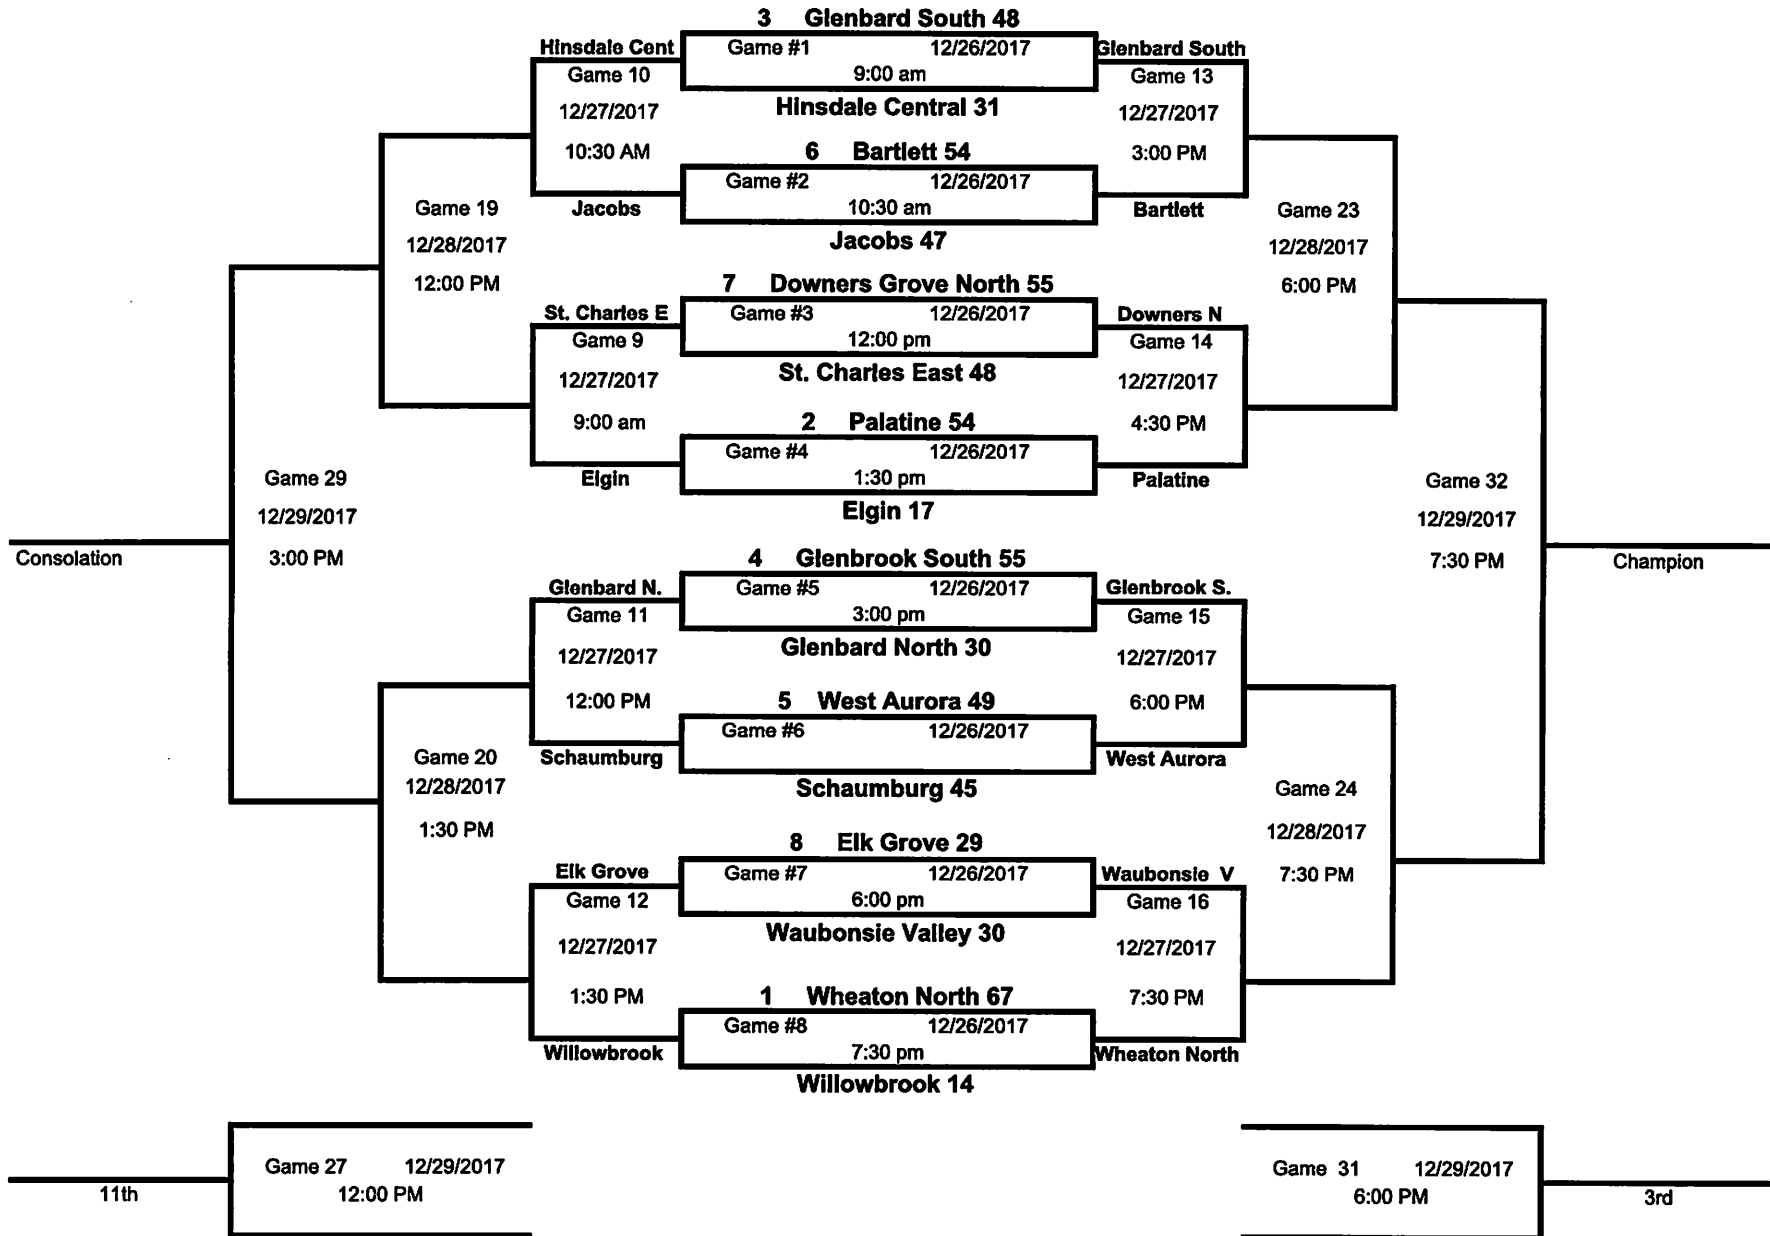 3 Glenbard South 48
Hinsdale Cent Game #1 12/26/2017 Glenbard South
Game 10 9:00 am Game 13
12/27/2017 Hinsdale Central 31 12/27/2017
10:30 AM 6 Bartlett 54 3:00 PM
Game #2 12/26/2017
Game 19 Jacobs 10:30 am Bartlett Game 23
12/28/2017 Jacobs 47 12/28/2017
12:00 PM 7 Downers Grove North 55 6:00 PM
St. Charles E Game #3 12/26/2017 Downers N
Game 9 12:00 pm Game 14
12/27/2017 St. Charles East 48 12/27/2017
9:00 am 2 Palatine 54 4:30 PM
Game #4 12/26/2017
Game 29 Elgin 1:30 pm Palatine Game 32
12/29/2017 Elgin 17 12/29/2017
Consolation 3:00 PM 4 Glenbrook South 55 7:30 PM Champion
Glenbard N. Game #5 12/26/2017 Glenbrook S.
Game 11 3:00 pm Game 15
12/27/2017 Glenbard North 30 12/27/2017
12:00 PM 5 West Aurora 49 6:00 PM
Game #6 12/26/2017
Game 20 Schaumburg West Aurora
12/28/2017 Schaumburg 45 Game 24
1:30 PM 12/28/2017
8 Elk Grove 29
Elk Grove Game #7 12/26/2017 Waubonsie V 7:30 PM
Game 12 6:00 pm Game 16
12/27/2017 Waubonsie Valley 30 12/27/2017
1:30 PM 1 Wheaton North 67 7:30 PM
Game #8 12/26/2017
Willowbrook 7:30 pm Wheaton North
Willowbrook 14
Game 27 12/29/2017 Game 31 12/29/2017
11th 12:00 PM 6:00 PM 3rd